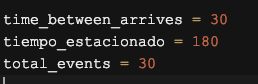 time_between_arrives = 30
tiempo_estacionado = 180
total_events = 30